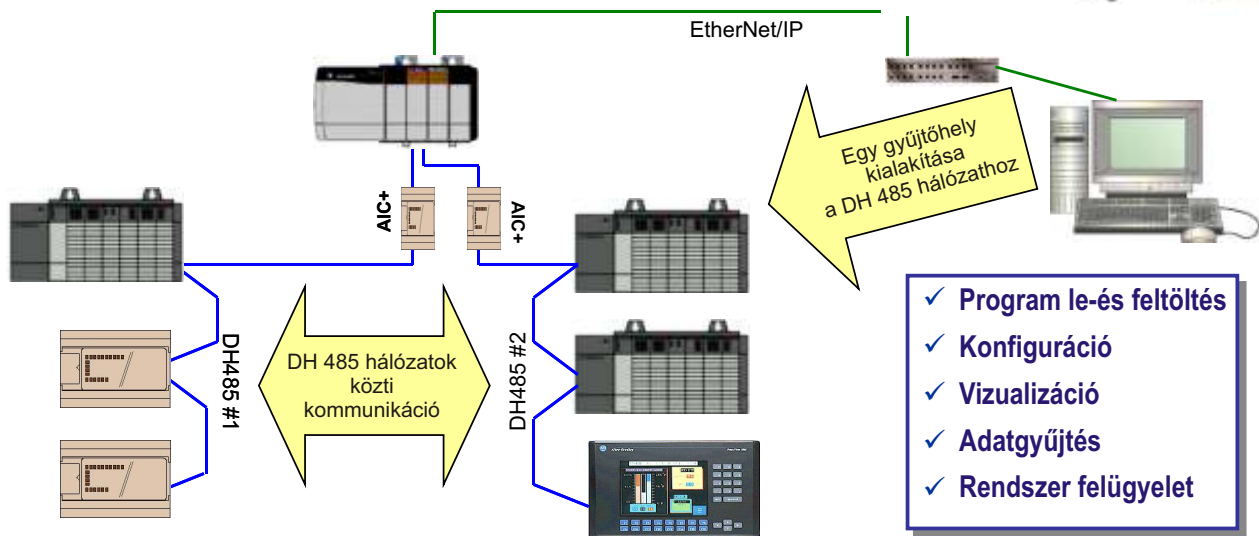 EtherNet/IP
Egy gyűjtőhely
kialakítása
a DH 485 hálózathoz
AIC+
AIC+
DH485 #1
DH 485 hálózatok
közti
kommunikáció
DH485 #2
✓ Program le-és feltöltés
✓ Konfiguráció
✓ Vizualizáció
✓ Adatgyűjtés
✓ Rendszer felügyelet